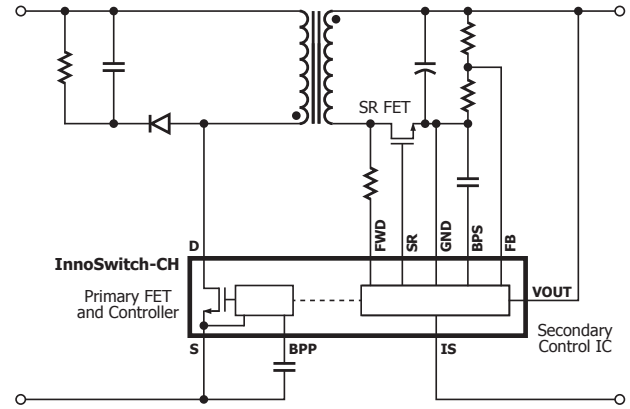 SR FET
D
FWD
SR
GND
BPS
FB
InnoSwitch-CH
Primary FET
and Controller
VOUT
Secondary
Control IC
S
BPP
IS